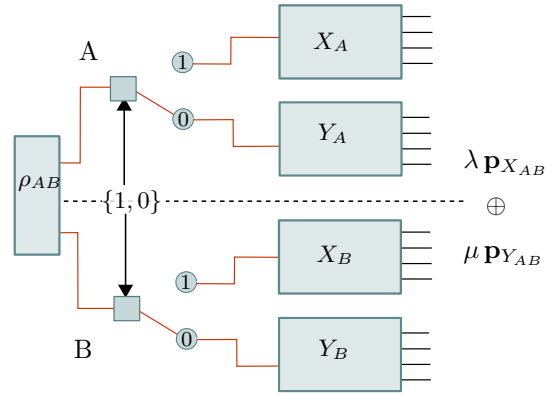 A
1
X_A
0
Y_A
ρ_{AB}
λ p_{X_{AB}}
{1, 0}
⊕
μ p_{Y_{AB}}
1
X_B
B
0
Y_B